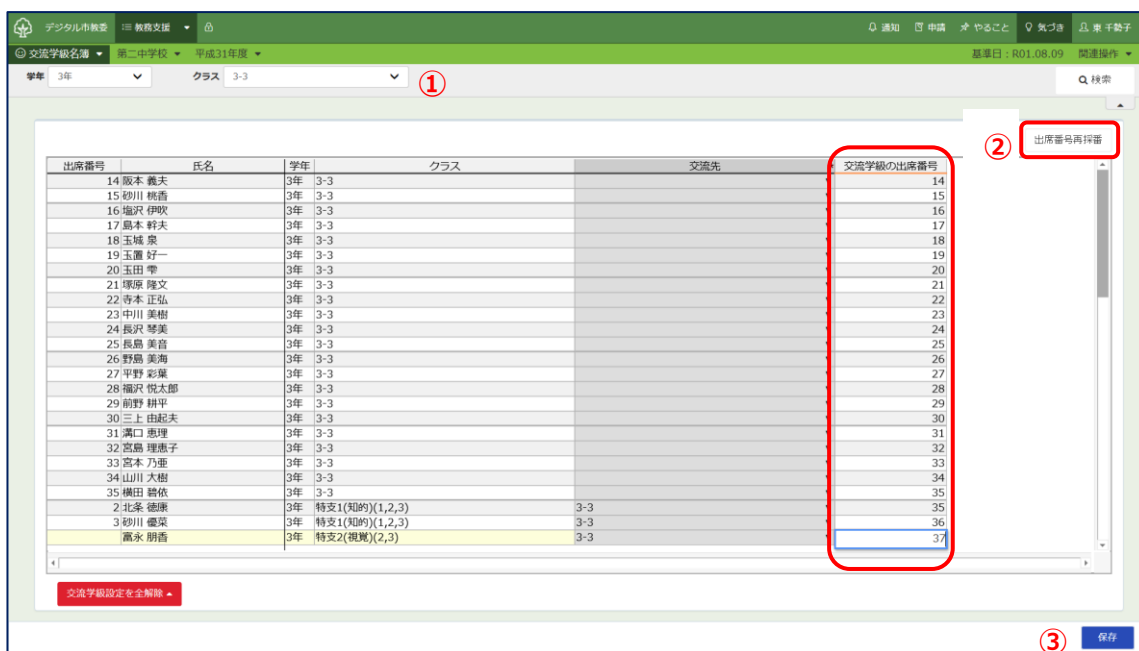 デジタル市教委 教務支援 通知 申請 やること 気づき 東 千勢子
交流学級名簿 第二中学校 平成31年度 基準日：R01.08.09 関連操作
学年 3年 クラス 3-3 ① 検索
② 出席番号再採番
出席番号 氏名 学年 クラス 交流先 交流学級の出席番号
14 阪本 義夫 3年 3-3 14
15 砂川 桃香 3年 3-3 15
16 塩沢 伊吹 3年 3-3 16
17 島本 幹夫 3年 3-3 17
18 玉城 泉 3年 3-3 18
19 玉置 好一 3年 3-3 19
20 玉田 雫 3年 3-3 20
21 塚原 隆文 3年 3-3 21
22 寺本 正弘 3年 3-3 22
23 中川 美樹 3年 3-3 23
24 長沢 琴美 3年 3-3 24
25 長島 美音 3年 3-3 25
26 野島 美海 3年 3-3 26
27 平野 彩葉 3年 3-3 27
28 福沢 悦太郎 3年 3-3 28
29 前野 耕平 3年 3-3 29
30 三上 由起夫 3年 3-3 30
31 溝口 恵理 3年 3-3 31
32 宮島 理恵子 3年 3-3 32
33 宮本 乃亜 3年 3-3 33
34 山川 大樹 3年 3-3 34
35 横田 碧依 3年 3-3 35
2 北条 徳康 3年 特支1(知的)(1,2,3) 3-3 35
3 砂川 優菜 3年 特支1(知的)(1,2,3) 3-3 36
富永 朋香 3年 特支2(視覚)(2,3) 3-3 37
交流学級設定を全解除
③ 保存